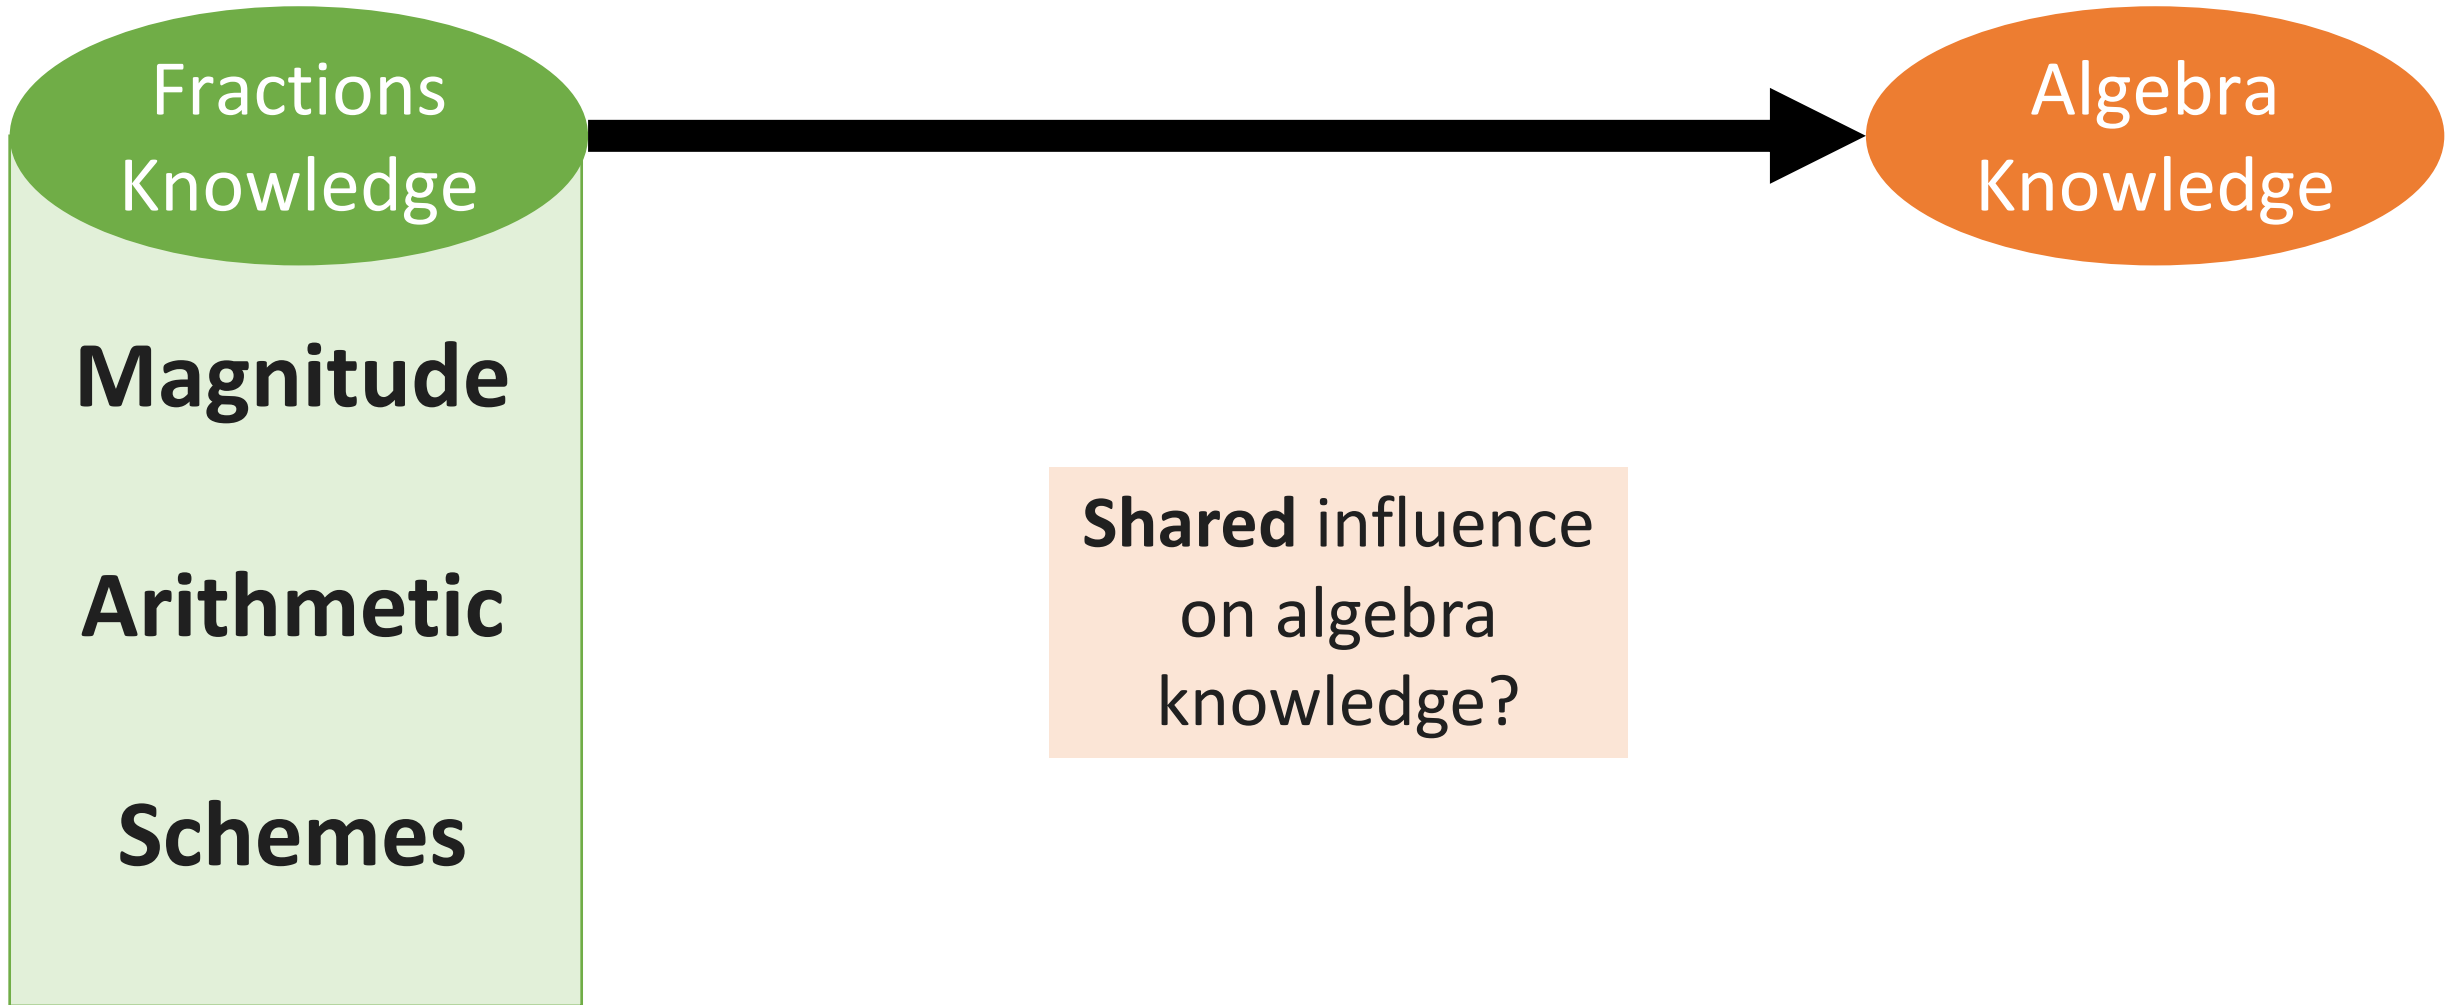 Fractions
Knowledge
Algebra
Knowledge
Magnitude
Arithmetic
Schemes
Shared influence
on algebra
knowledge?